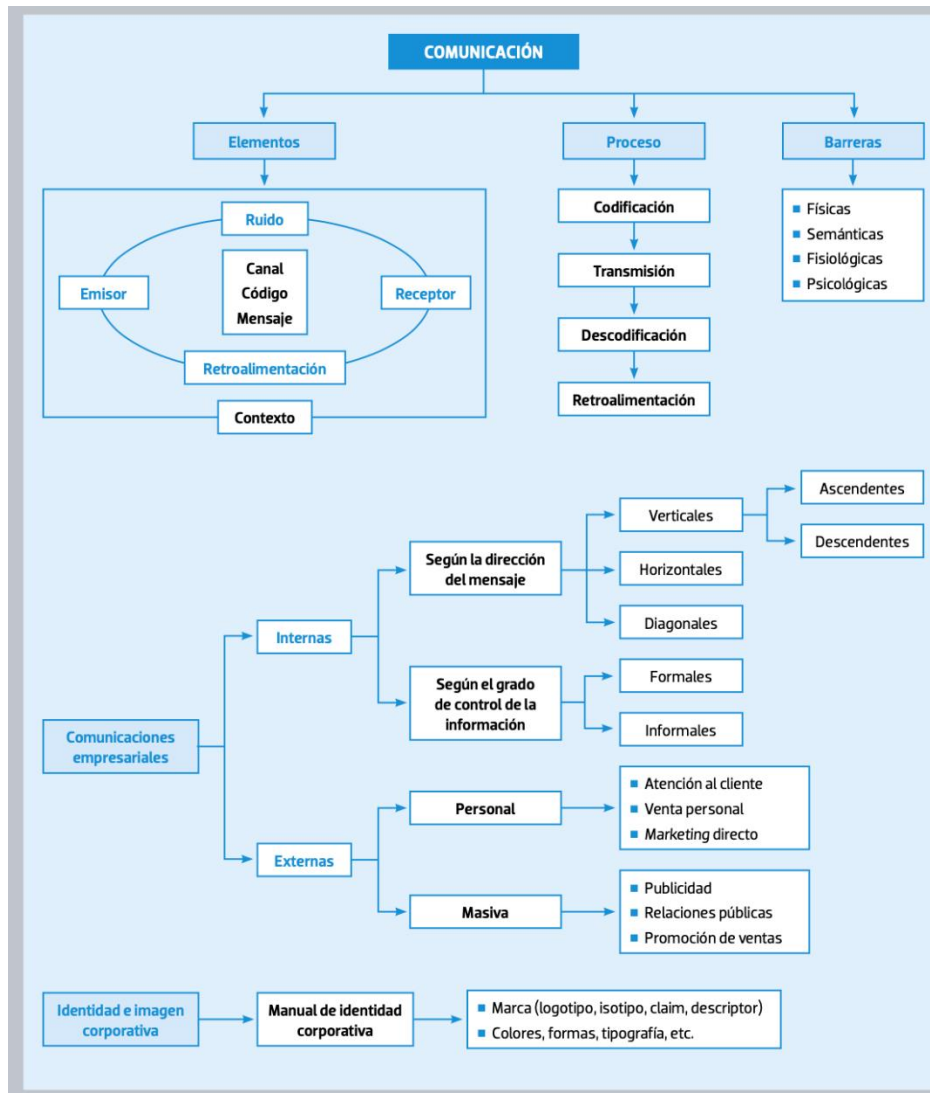 COMUNICACIÓN
Elementos
Proceso
Barreras
Ruido
Canal
Código
Mensaje
Emisor
Receptor
Retroalimentación
Contexto
Codificación
Transmisión
Descodificación
Retroalimentación
■ Físicas
■ Semánticas
■ Fisiológicas
■ Psicológicas
Comunicaciones
empresariales
Internas
Según la dirección
del mensaje
Verticales
Ascendentes
Descendentes
Horizontales
Diagonales
Según el grado
de control de la
información
Formales
Informales
Externas
Personal
■ Atención al cliente
■ Venta personal
■ Marketing directo
Masiva
■ Publicidad
■ Relaciones públicas
■ Promoción de ventas
Identidad e imagen
corporativa
Manual de identidad
corporativa
■ Marca (logotipo, isotipo, claim, descriptor)
■ Colores, formas, tipografía, etc.